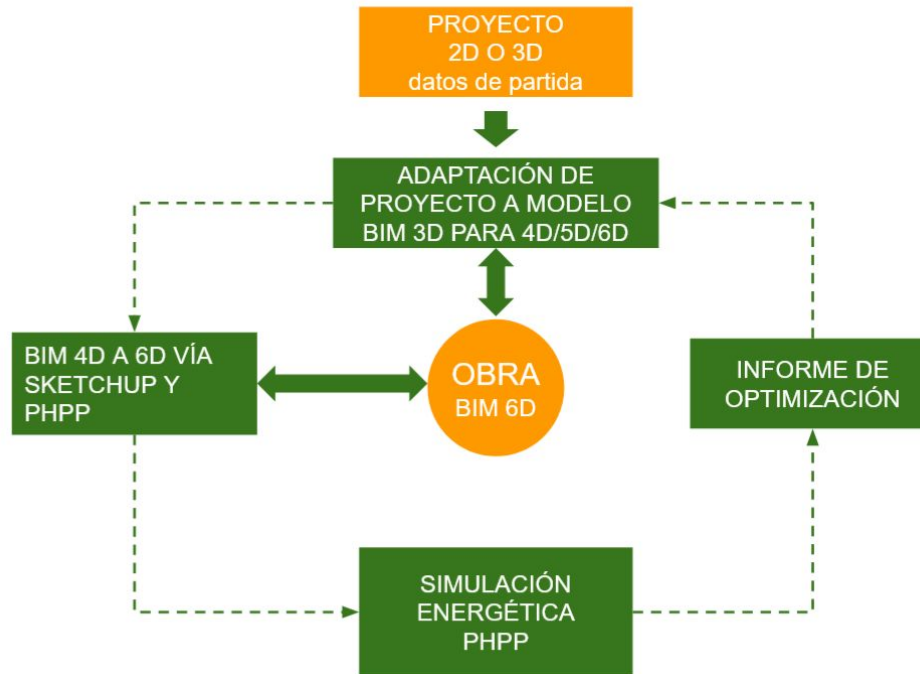 PROYECTO
2D O 3D
datos de partida
ADAPTACIÓN DE
PROYECTO A MODELO
BIM 3D PARA 4D/5D/6D
BIM 4D A 6D VÍA
SKETCHUP Y
PHPP
OBRA
BIM 6D
INFORME DE
OPTIMIZACIÓN
SIMULACIÓN
ENERGÉTICA
PHPP